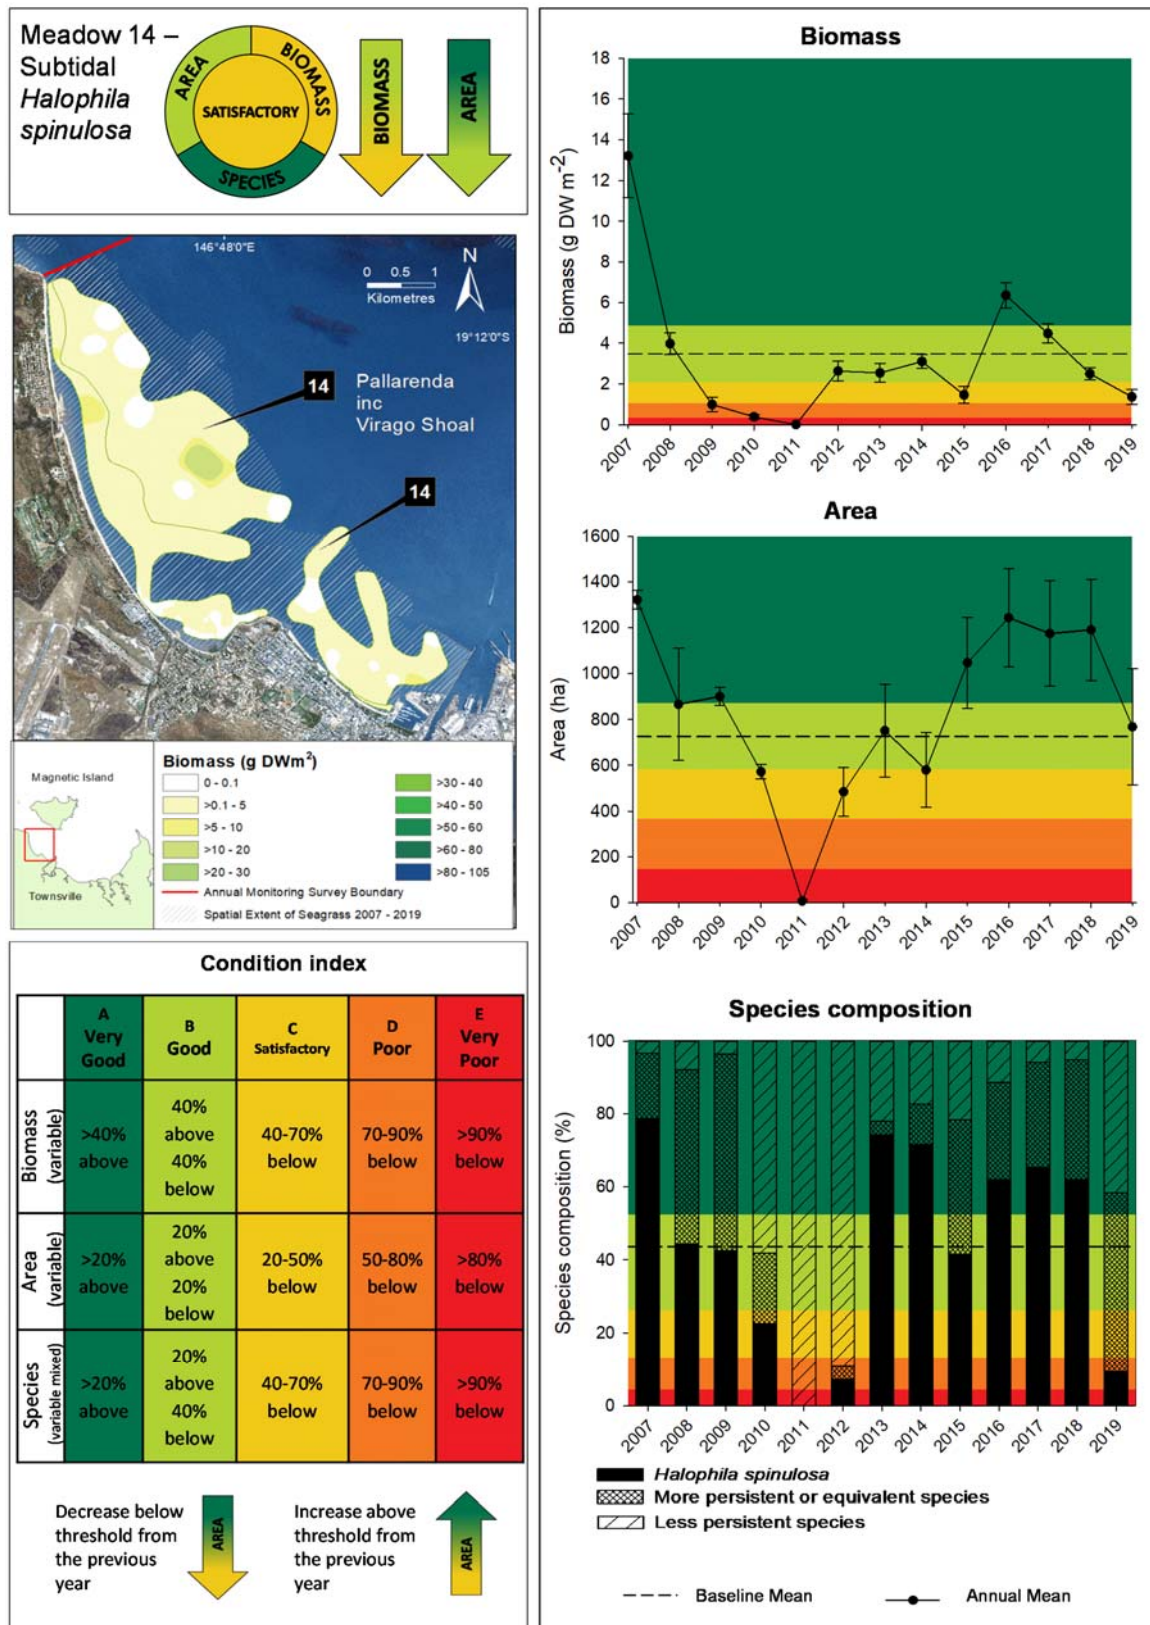 Meadow 14 –
Subtidal
Halophila
spinulosa
AREA
BIOMASS
SATISFACTORY
SPECIES
BIOMASS
AREA
146°48'0"E
N
0 0.5 1
Kilometres
19°12'0"S
14
Pallarenda
inc
Virago Shoal
14
Magnetic Island
Townsville
Biomass (g DWm²)
0 - 0.1
>0.1 - 5
>5 - 10
>10 - 20
>20 - 30
>30 - 40
>40 - 50
>50 - 60
>60 - 80
>80 - 105
Annual Monitoring Survey Boundary
Spatial Extent of Seagrass 2007 - 2019
Condition index
A
Very
Good
B
Good
C
Satisfactory
D
Poor
E
Very
Poor
Biomass
(variable)
>40%
above
40%
above
40%
below
40-70%
below
70-90%
below
>90%
below
Area
(variable)
>20%
above
20%
above
20%
below
20-50%
below
50-80%
below
>80%
below
Species
(variable mixed)
>20%
above
20%
above
40%
below
40-70%
below
70-90%
below
>90%
below
Decrease below
threshold from
the previous
year
AREA
Increase above
threshold from
the previous
year
AREA
Biomass
Biomass (g DW m-2)
18
16
14
12
10
8
6
4
2
0
2007 2008 2009 2010 2011 2012 2013 2014 2015 2016 2017 2018 2019
Area
Area (ha)
1600
1400
1200
1000
800
600
400
200
0
2007 2008 2009 2010 2011 2012 2013 2014 2015 2016 2017 2018 2019
Species composition
Species composition (%)
100
80
60
40
20
0
2007 2008 2009 2010 2011 2012 2013 2014 2015 2016 2017 2018 2019
Halophila spinulosa
More persistent or equivalent species
Less persistent species
Baseline Mean
Annual Mean